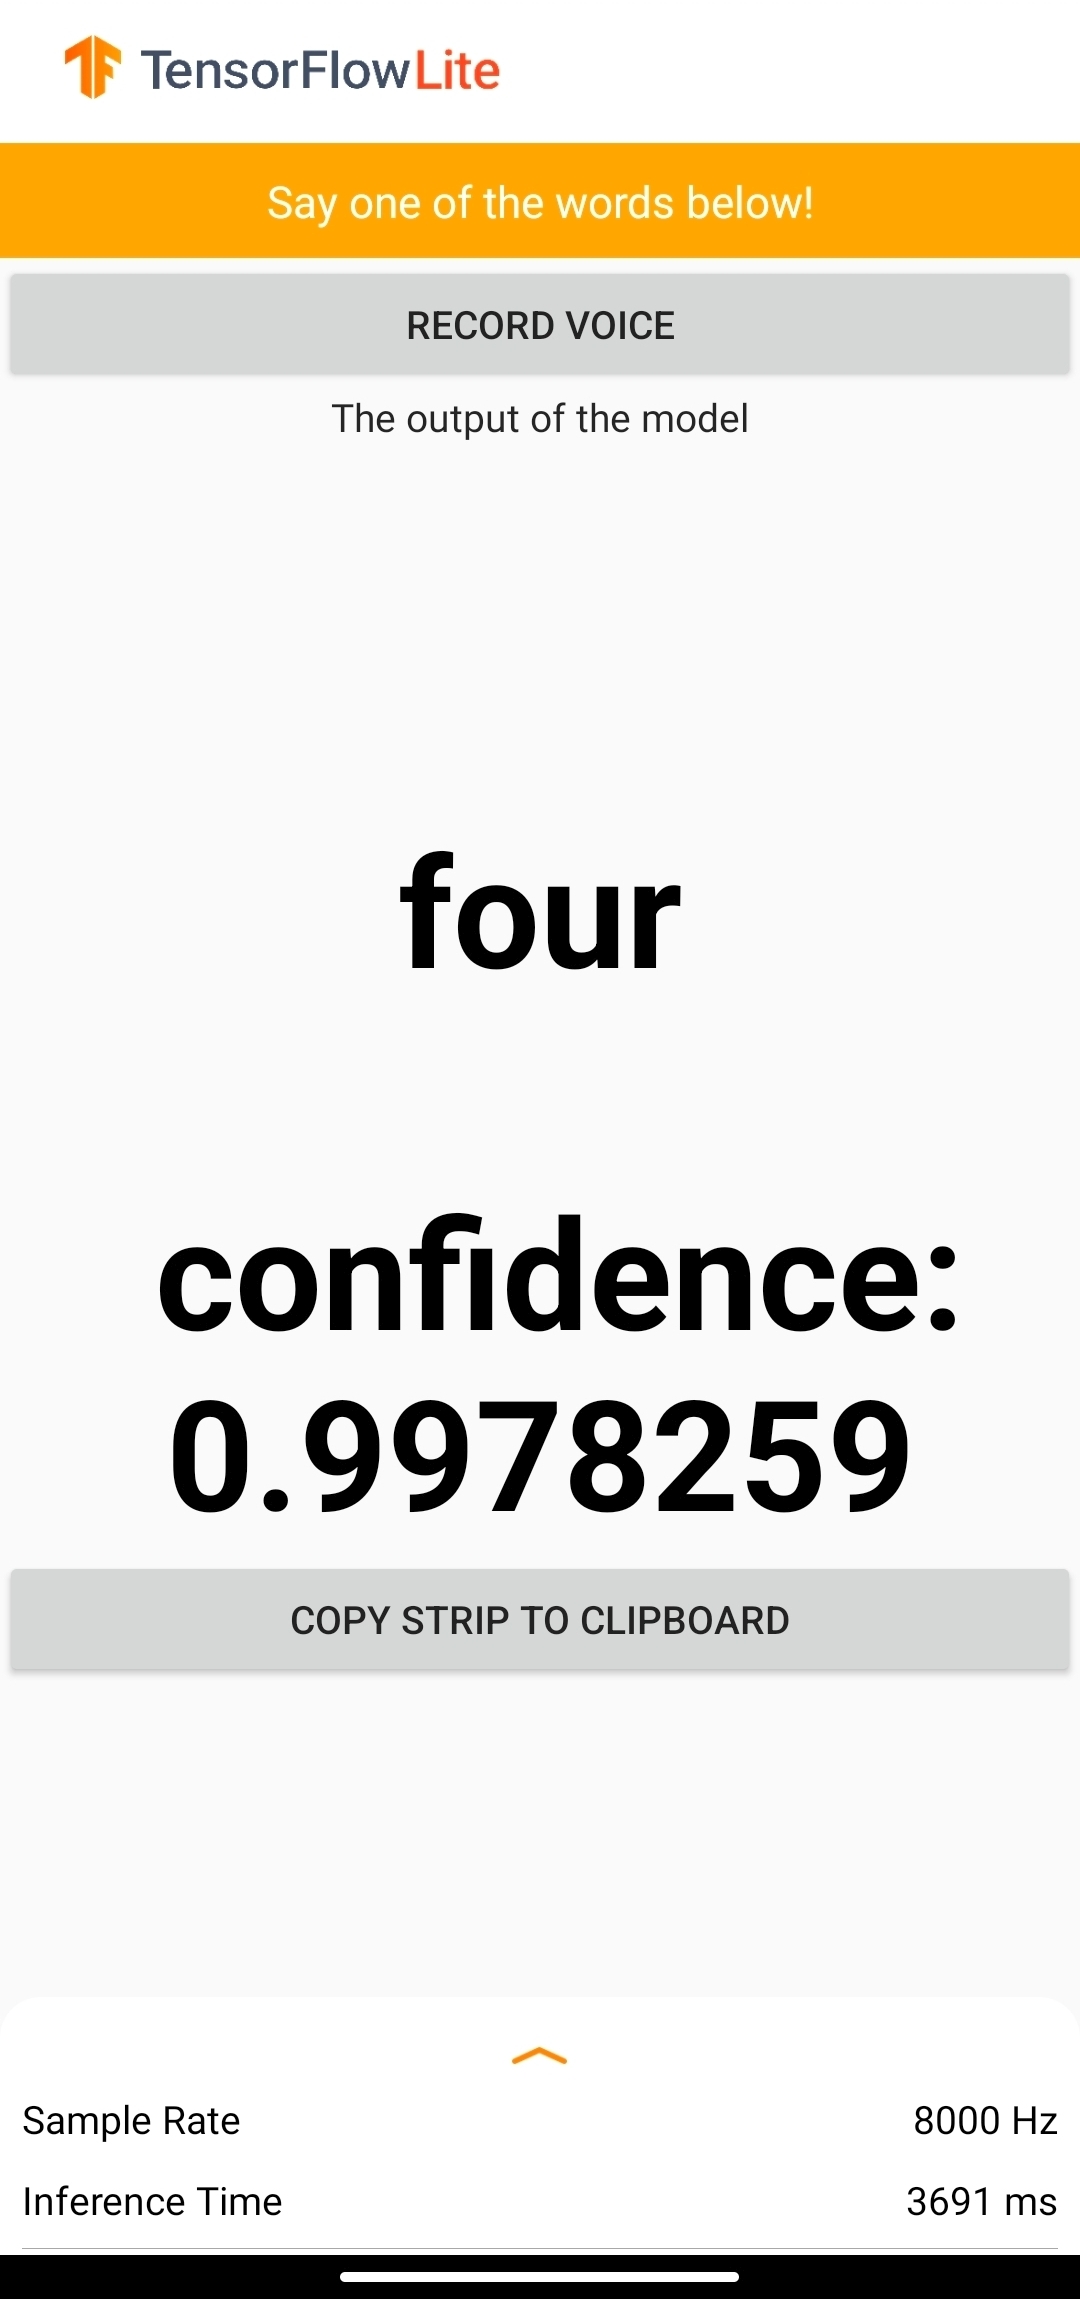 TensorFlow Lite
Say one of the words below!
RECORD VOICE
The output of the model
four
confidence:
0.9978259
COPY STRIP TO CLIPBOARD
Sample Rate 8000 Hz
Inference Time 3691 ms